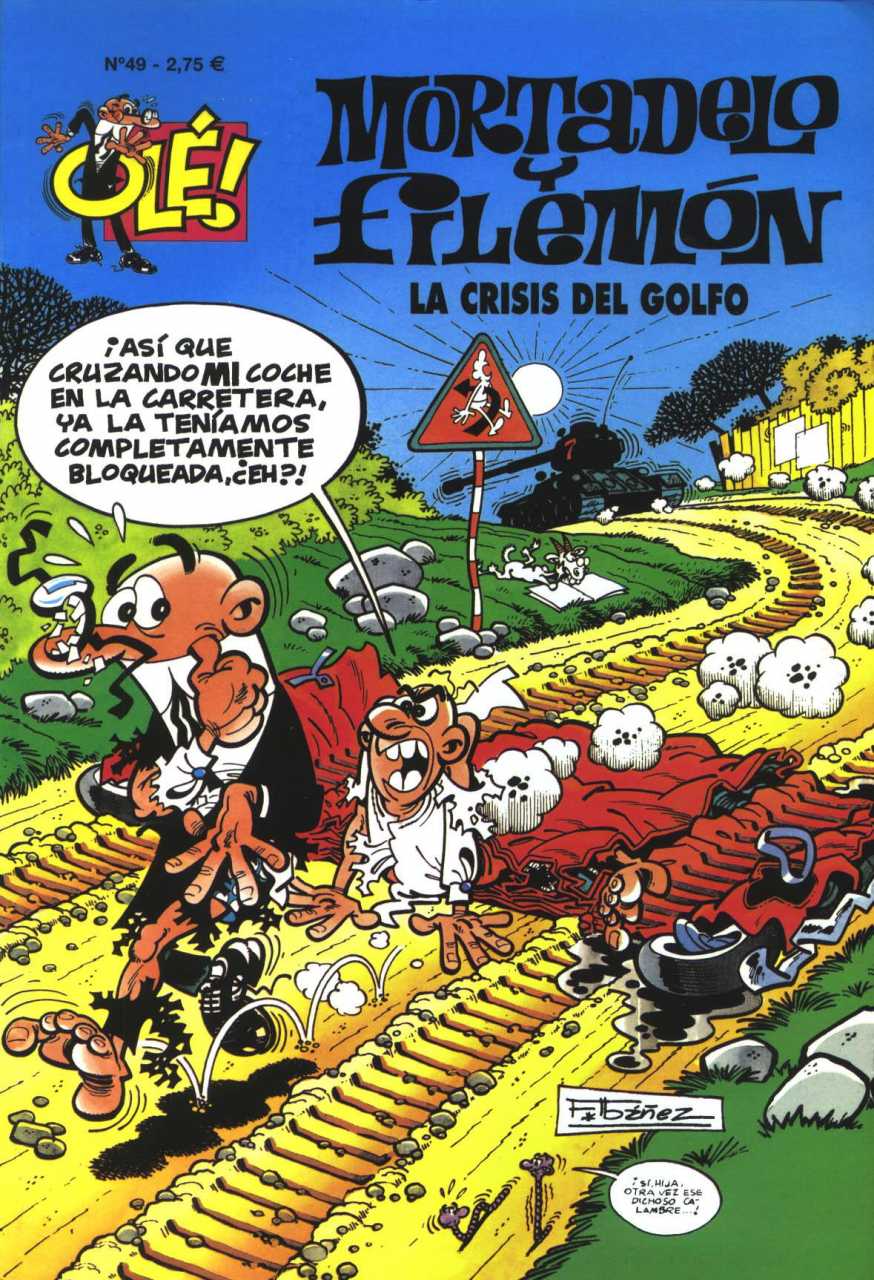 Nº49 - 2,75 €
OLÉ!
MORTADELO
Y
FILEMÓN
LA CRISIS DEL GOLFO
¡ASÍ QUE
CRUZANDO MI COCHE
EN LA CARRETERA,
YA LA TENÍAMOS
COMPLETAMENTE
BLOQUEADA, ¿EH?!
7
F. Ibáñez
¡SÍ, HIJA,
OTRA VEZ ESE
DICHOSO CA-
LAMBRE...!